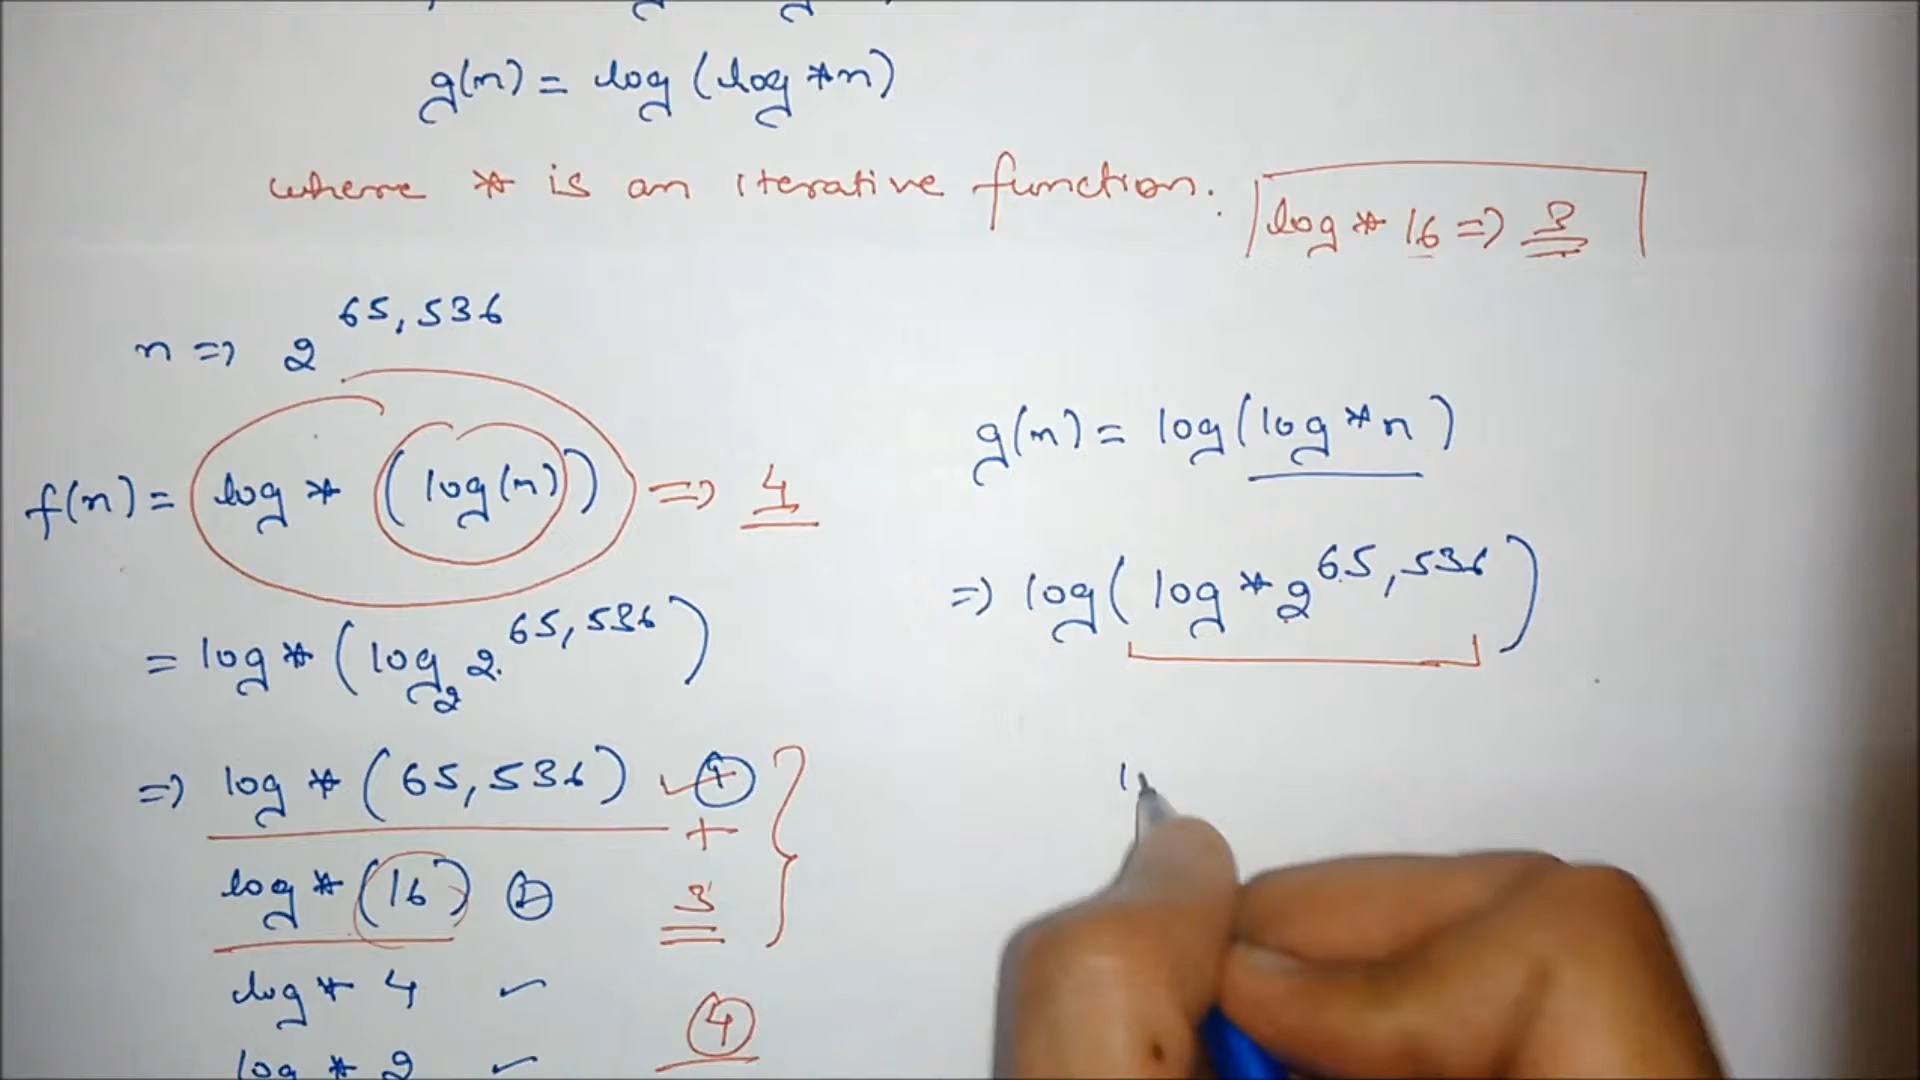 g(n) = log (log *n)
where * is an iterative function.
log * 16 => 3
n => 2^65,536
f(n) = log * (log(n)) => 4
= log * (log₂ 2^65,536)
=> log * (65,536)
+
log * (16)
3
log * 4
4
log * 2
g(n) = log(log *n)
=> log(log * 2^65,536)